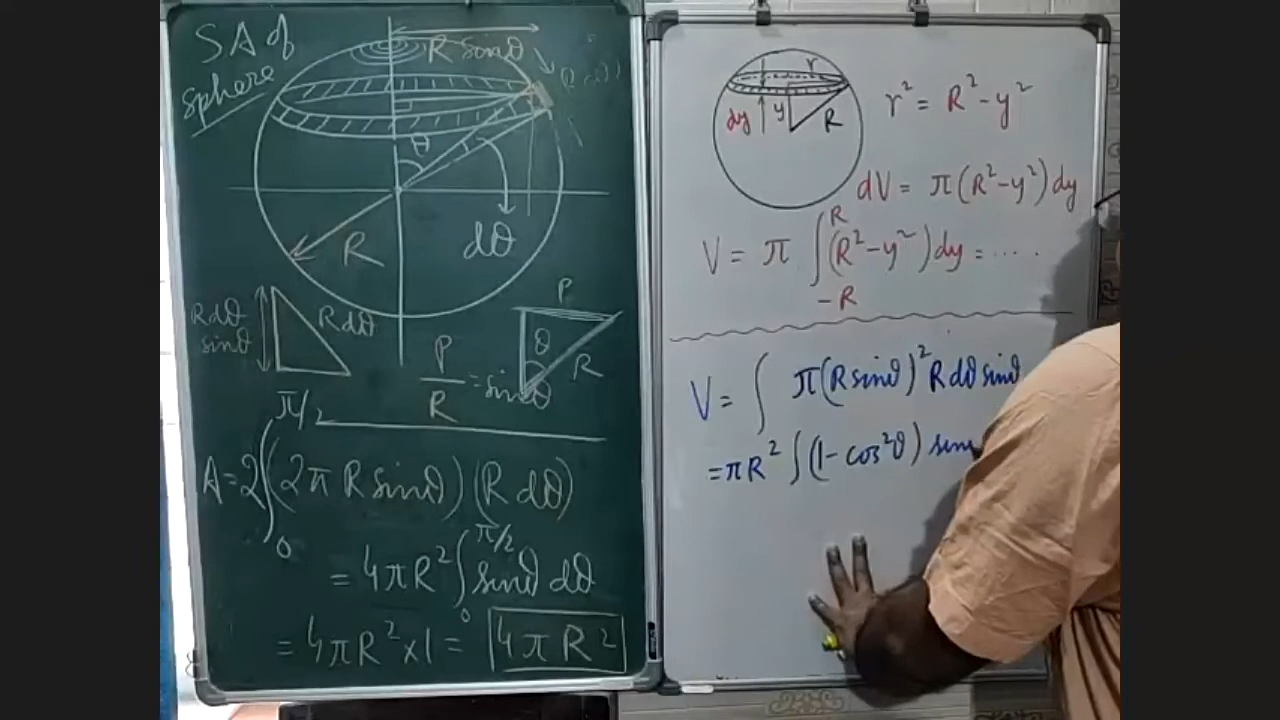 SA of
sphere
R sinθ
θ
dθ
R
R dθ
sinθ
R dθ
P
θ
R
P/R = sinθ
A = 2 ∫₀^(π/2) (2π R sinθ) (R dθ)
= 4πR² ∫₀^(π/2) sinθ dθ
= 4πR² x 1 = 4πR²
r
dy
y
R
r² = R² - y²
dV = π(R² - y²) dy
V = π ∫_(-R)^R (R² - y²) dy = .....
V = ∫ π(R sinθ)² R dθ sinθ
= πR² ∫ (1 - cos²θ)